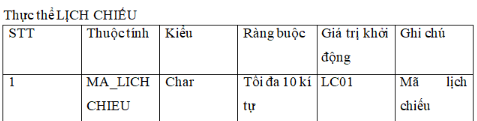 Thực thể LỊCH CHIẾU
STT Thuộc tính Kiểu Ràng buộc Giá trị khởi động Ghi chú
1 MA_LICH CHIEU Char Tối đa 10 kí tự LC01 Mã lịch chiếu